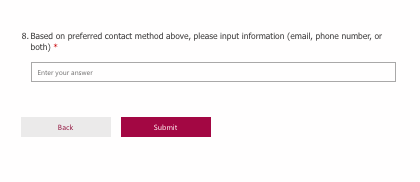 8. Based on preferred contact method above, please input information (email, phone number, or
both) *
Enter your answer
Back
Submit